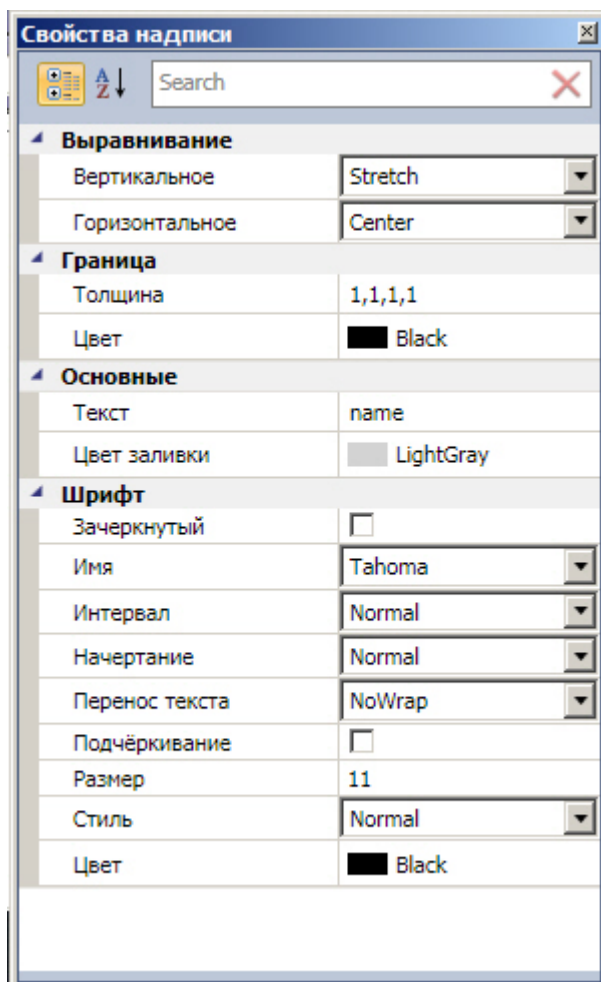 Свойства надписи
A
Z
Search
Выравнивание
Вертикальное Stretch
Горизонтальное Center
Граница
Толщина 1,1,1,1
Цвет Black
Основные
Текст name
Цвет заливки LightGray
Шрифт
Зачеркнутый
Имя Tahoma
Интервал Normal
Начертание Normal
Перенос текста NoWrap
Подчёркивание
Размер 11
Стиль Normal
Цвет Black